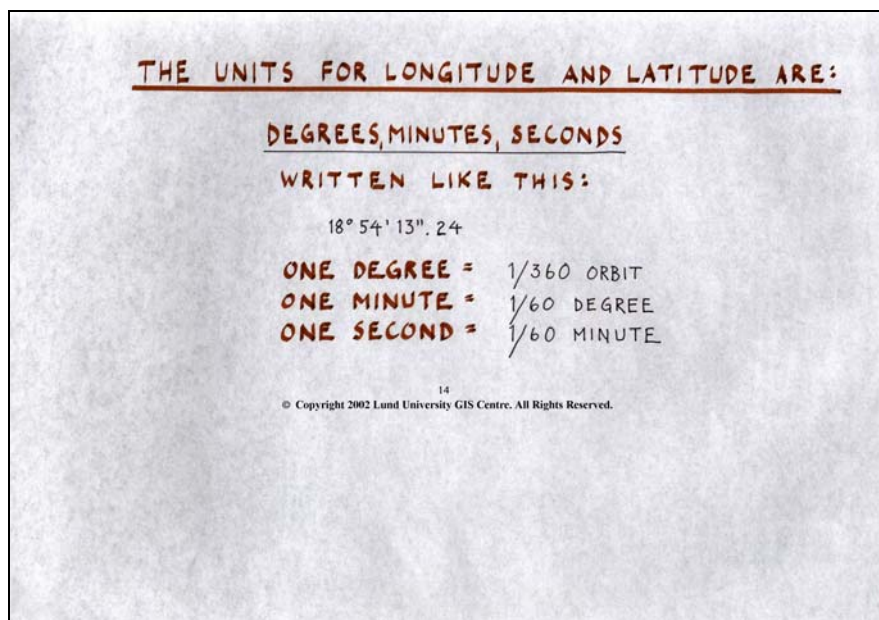 THE UNITS FOR LONGITUDE AND LATITUDE ARE:
DEGREES, MINUTES, SECONDS
WRITTEN LIKE THIS:
18° 54' 13". 24
ONE DEGREE = 1/360 ORBIT
ONE MINUTE = 1/60 DEGREE
ONE SECOND = 1/60 MINUTE
14
© Copyright 2002 Lund University GIS Centre. All Rights Reserved.